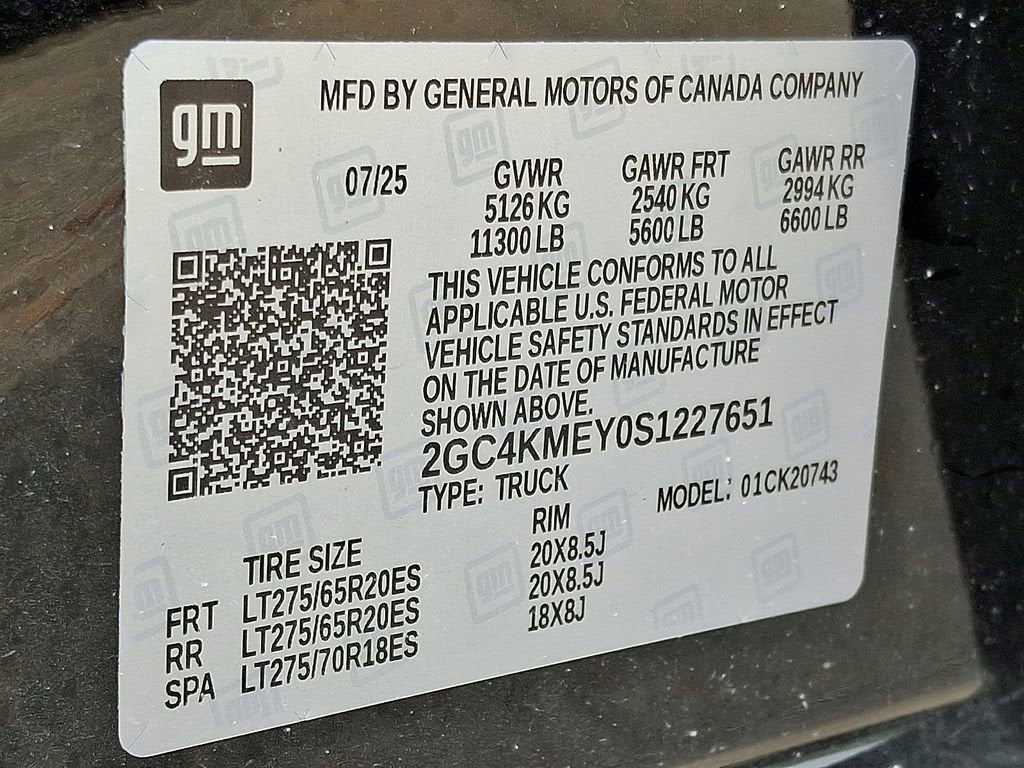 gm
MFD BY GENERAL MOTORS OF CANADA COMPANY
07/25 GVWR GAWR FRT GAWR RR
5126 KG 2540 KG 2994 KG
11300 LB 5600 LB 6600 LB
THIS VEHICLE CONFORMS TO ALL
APPLICABLE U.S. FEDERAL MOTOR
VEHICLE SAFETY STANDARDS IN EFFECT
ON THE DATE OF MANUFACTURE
SHOWN ABOVE.
2GC4KMEY0S1227651
TYPE: TRUCK MODEL: 01CK20743
TIRE SIZE RIM
FRT LT275/65R20ES 20X8.5J
RR LT275/65R20ES 20X8.5J
SPA LT275/70R18ES 18X8J